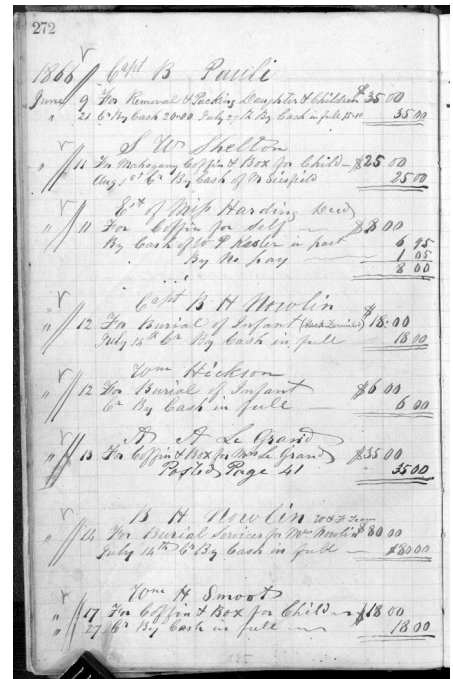 272
1866 Capt B Pauli
June 9 For Removal & Packing Daughter & Children $35 00
" 21 Cr By Cash 20.00 July 27th By Cash in full 15.00 35 00
S W Shelton
" 11 For Mahogany Coffin & Box for Child $25 00
Aug 1st Cr By Cash of 25 00
Est of Miss Harding Decd
" 11 For Coffin for Self $8 00
By Cash of W P Kesler in part 6 95
" By No pay 1 05
8 00
Capt B H Nowlin
" 12 For Burial of Infant (Hack Furnished) $18.00
July 14th Cr By Cash in full 18 00
Wm Hickson
" 12 For Burial of Infant $6 00
Cr By Cash in full 6 00
A A Le Grand
" 13 For Coffin & Box for Mrs Le Grand $35 00
Posted Page 41 35 00
B H Nowlin
" 14 For Burial Services for Mrs Nowlin $80 00
July 14th Cr By Cash in full $80 00
Wm H Smoot
" 17 For Coffin & Box for Child $18 00
" 27 Cr By Cash in full 18 00